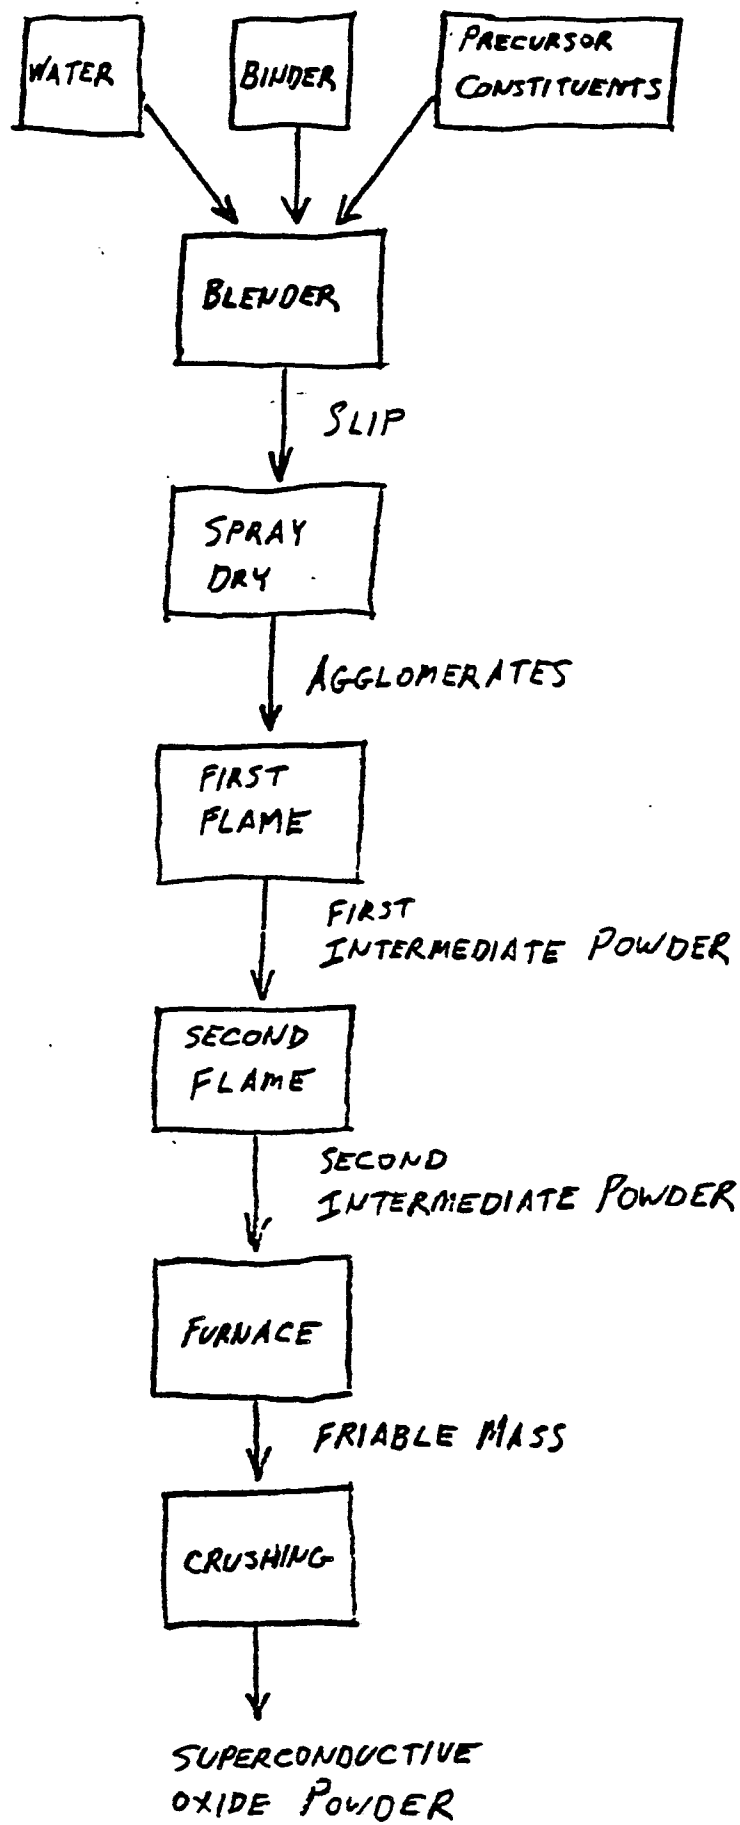 WATER
BINDER
PRECURSOR
CONSTITUENTS
BLENDER
SLIP
SPRAY
DRY
AGGLOMERATES
FIRST
FLAME
FIRST
INTERMEDIATE POWDER
SECOND
FLAME
SECOND
INTERMEDIATE POWDER
FURNACE
FRIABLE MASS
CRUSHING
SUPERCONDUCTIVE
OXIDE POWDER